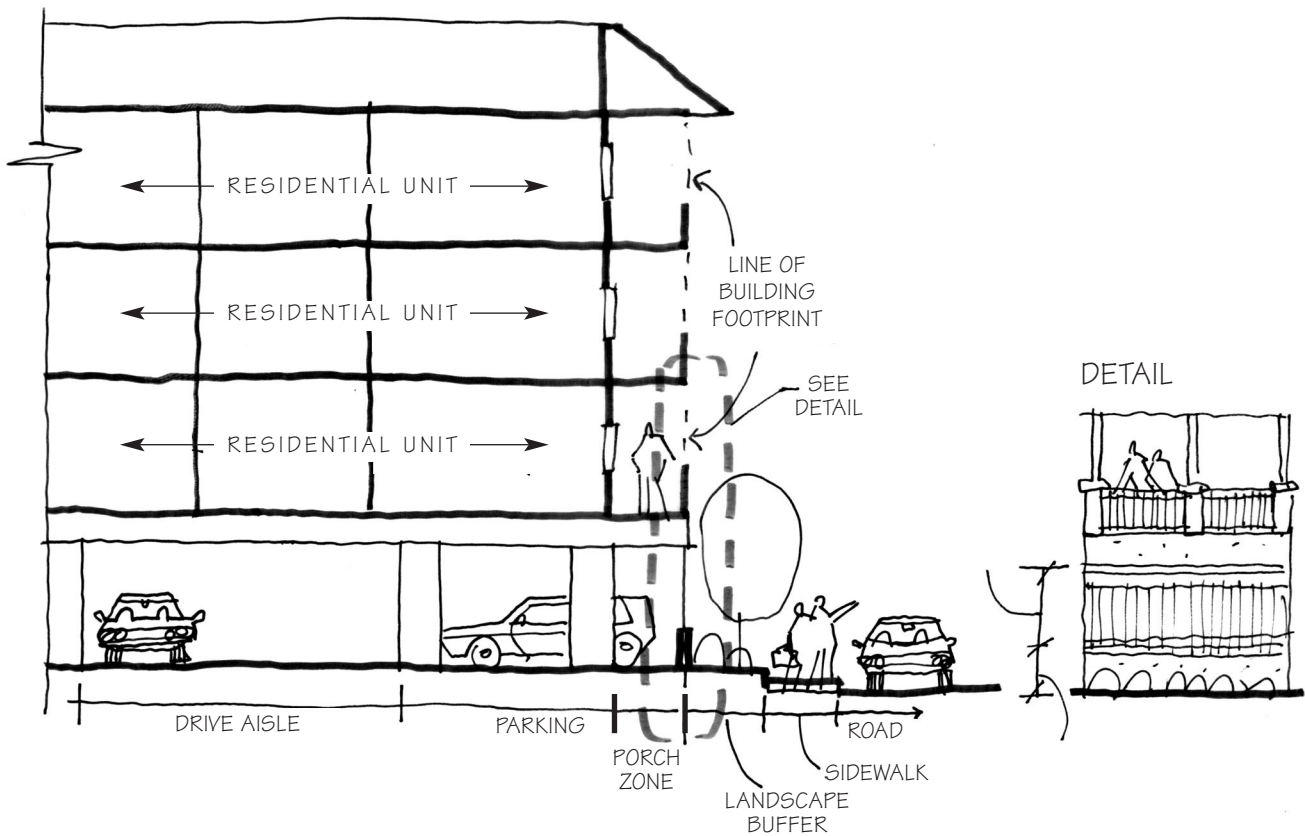 RESIDENTIAL UNIT
RESIDENTIAL UNIT
RESIDENTIAL UNIT
LINE OF
BUILDING
FOOTPRINT
SEE
DETAIL
DETAIL
DRIVE AISLE
PARKING
PORCH
ZONE
LANDSCAPE
BUFFER
SIDEWALK
ROAD